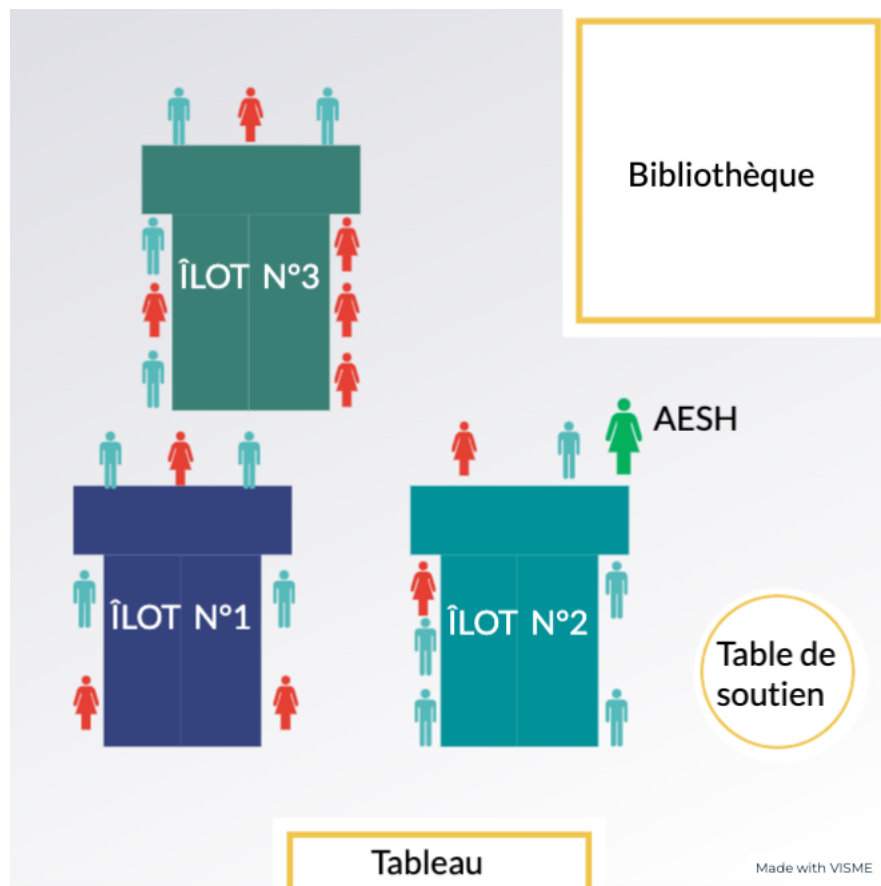 Bibliothèque
ÎLOT N°3
AESH
ÎLOT N°1
ÎLOT N°2
Table de
soutien
Tableau
Made with VISME